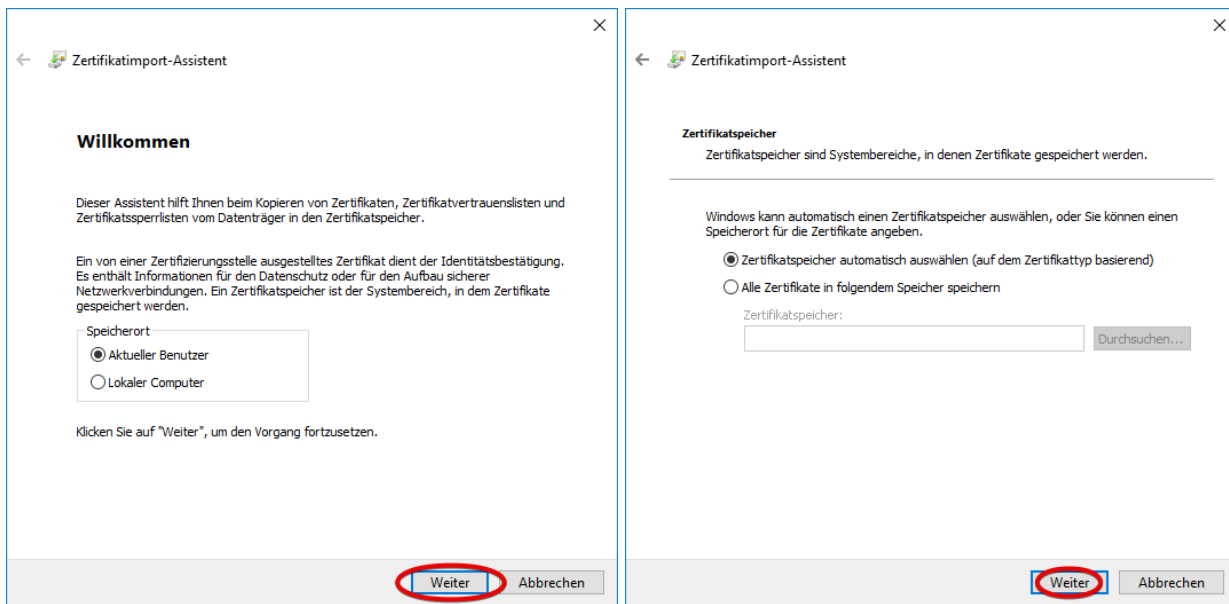 Zertifikatimport-Assistent
Willkommen
Dieser Assistent hilft Ihnen beim Kopieren von Zertifikaten, Zertifikatvertrauenslisten und
Zertifikatssperrlisten vom Datenträger in den Zertifikatspeicher.
Ein von einer Zertifizierungsstelle ausgestelltes Zertifikat dient der Identitätsbestätigung.
Es enthält Informationen für den Datenschutz oder für den Aufbau sicherer
Netzwerkverbindungen. Ein Zertifikatspeicher ist der Systembereich, in dem Zertifikate
gespeichert werden.
Speicherort
Aktueller Benutzer
Lokaler Computer
Klicken Sie auf "Weiter", um den Vorgang fortzusetzen.
Weiter Abbrechen
Zertifikatimport-Assistent
Zertifikatspeicher
Zertifikatspeicher sind Systembereiche, in denen Zertifikate gespeichert werden.
Windows kann automatisch einen Zertifikatspeicher auswählen, oder Sie können einen
Speicherort für die Zertifikate angeben.
Zertifikatspeicher automatisch auswählen (auf dem Zertifikattyp basierend)
Alle Zertifikate in folgendem Speicher speichern
Zertifikatspeicher:
Durchsuchen...
Weiter Abbrechen